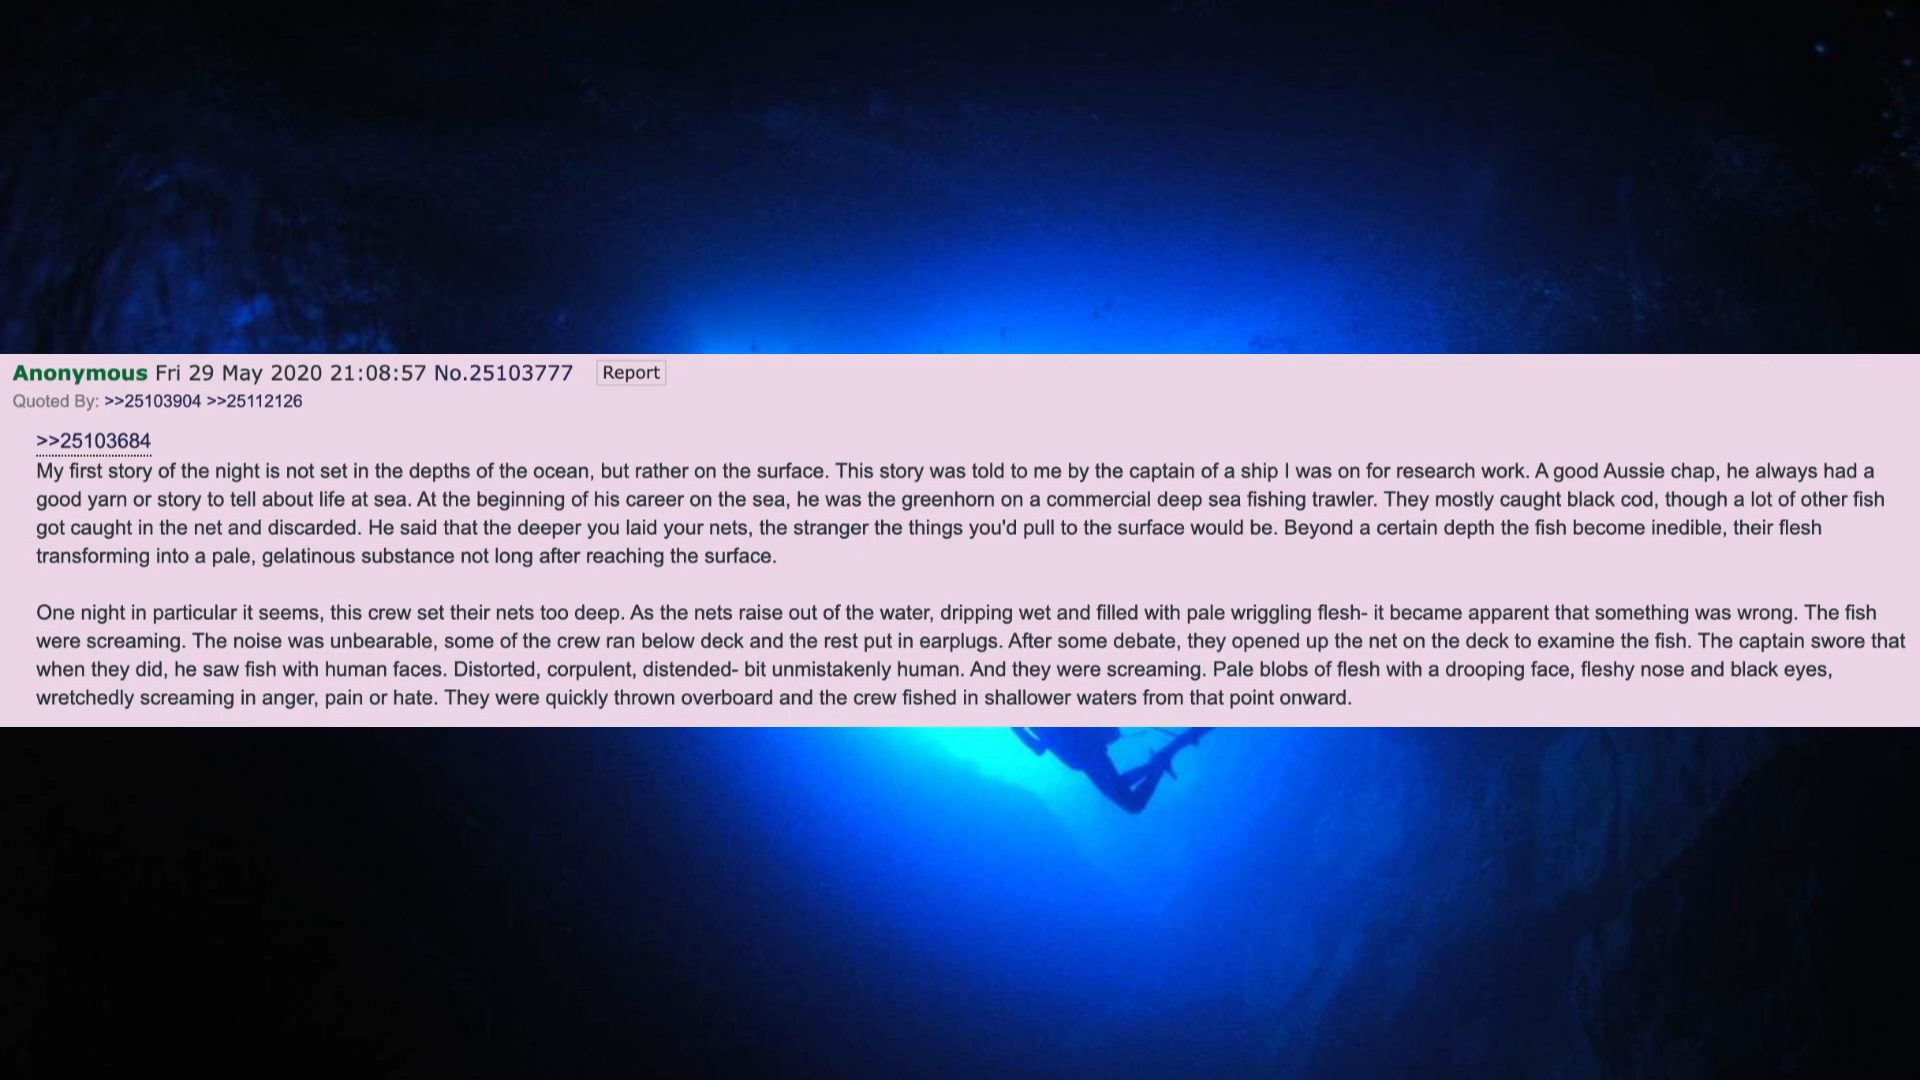 Anonymous Fri 29 May 2020 21:08:57 No.25103777 Report
Quoted By: >>25103904 >>25112126
>>25103684
My first story of the night is not set in the depths of the ocean, but rather on the surface. This story was told to me by the captain of a ship I was on for research work. A good Aussie chap, he always had a
good yarn or story to tell about life at sea. At the beginning of his career on the sea, he was the greenhorn on a commercial deep sea fishing trawler. They mostly caught black cod, though a lot of other fish
got caught in the net and discarded. He said that the deeper you laid your nets, the stranger the things you'd pull to the surface would be. Beyond a certain depth the fish become inedible, their flesh
transforming into a pale, gelatinous substance not long after reaching the surface.
One night in particular it seems, this crew set their nets too deep. As the nets raise out of the water, dripping wet and filled with pale wriggling flesh- it became apparent that something was wrong. The fish
were screaming. The noise was unbearable, some of the crew ran below deck and the rest put in earplugs. After some debate, they opened up the net on the deck to examine the fish. The captain swore that
when they did, he saw fish with human faces. Distorted, corpulent, distended- bit unmistakenly human. And they were screaming. Pale blobs of flesh with a drooping face, fleshy nose and black eyes,
wretchedly screaming in anger, pain or hate. They were quickly thrown overboard and the crew fished in shallower waters from that point onward.